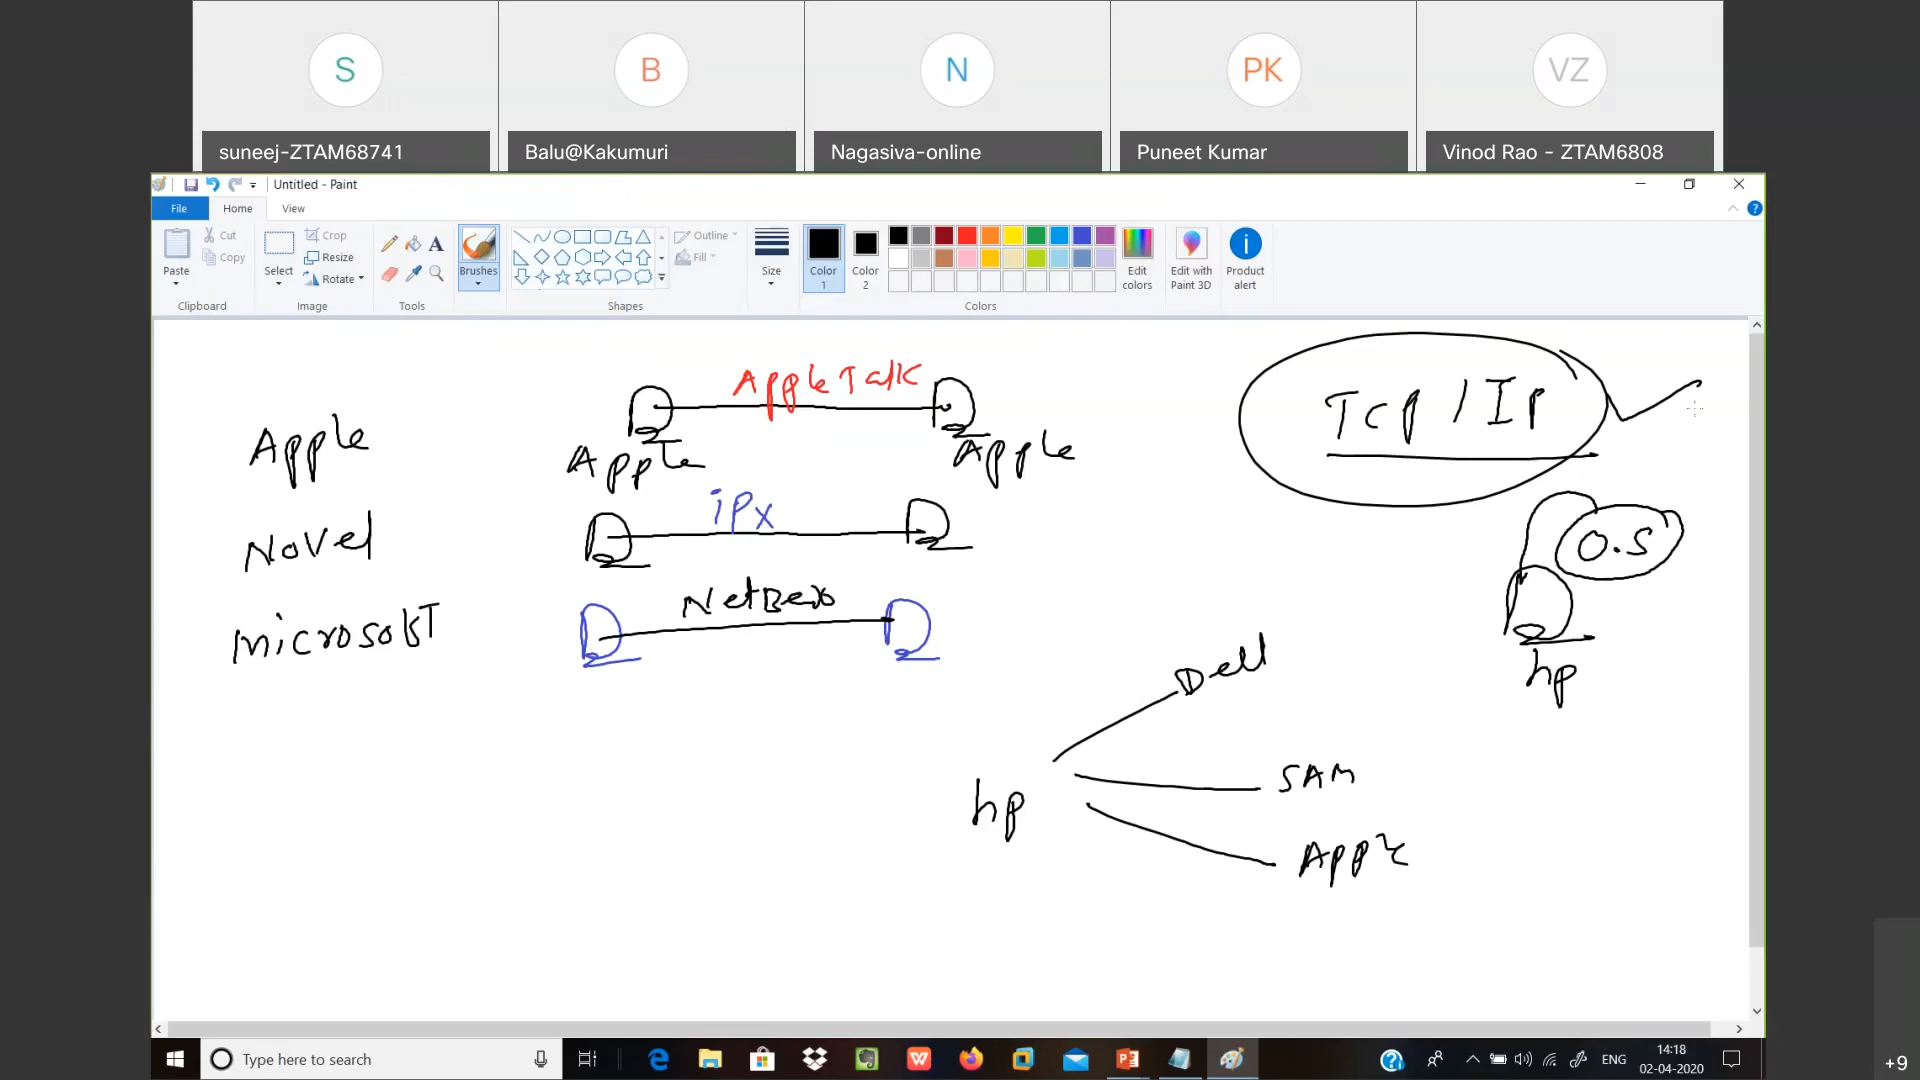 S
B
N
PK
VZ
suneej-ZTAM68741
Balu@Kakumuri
Nagasiva-online
Puneet Kumar
Vinod Rao - ZTAM6808
Untitled - Paint
File
Home
View
Paste
Cut
Copy
Clipboard
Select
Crop
Resize
Rotate
Image
A
Tools
Brushes
Shapes
Outline
Fill
Size
Color 1
Color 2
Colors
Edit colors
Edit with Paint 3D
Product alert
Apple
AppleTalk
Apple
Apple
Tcp / Ip
Novel
ipx
O.S
microsoft
hp
hp
Dell
SAM
Apple
Type here to search
ENG
14:18
02-04-2020
+9